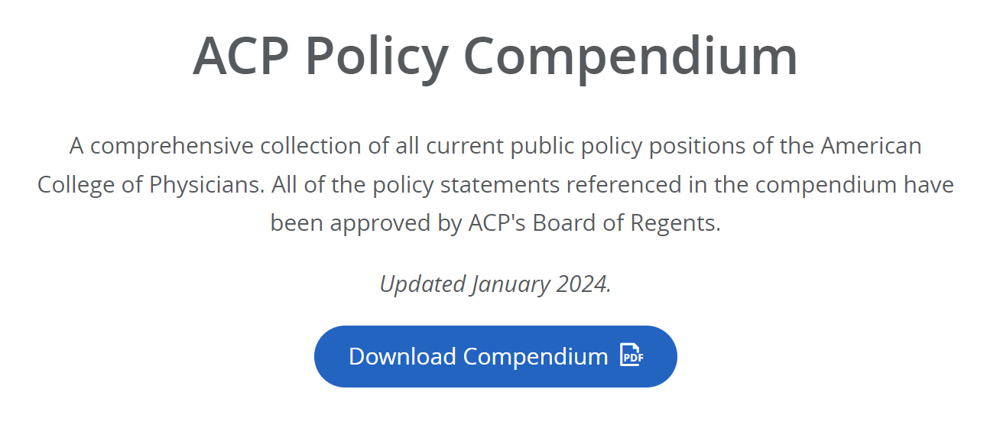 ACP Policy Compendium
A comprehensive collection of all current public policy positions of the American
College of Physicians. All of the policy statements referenced in the compendium have
been approved by ACP's Board of Regents.
Updated January 2024.
Download Compendium PDF